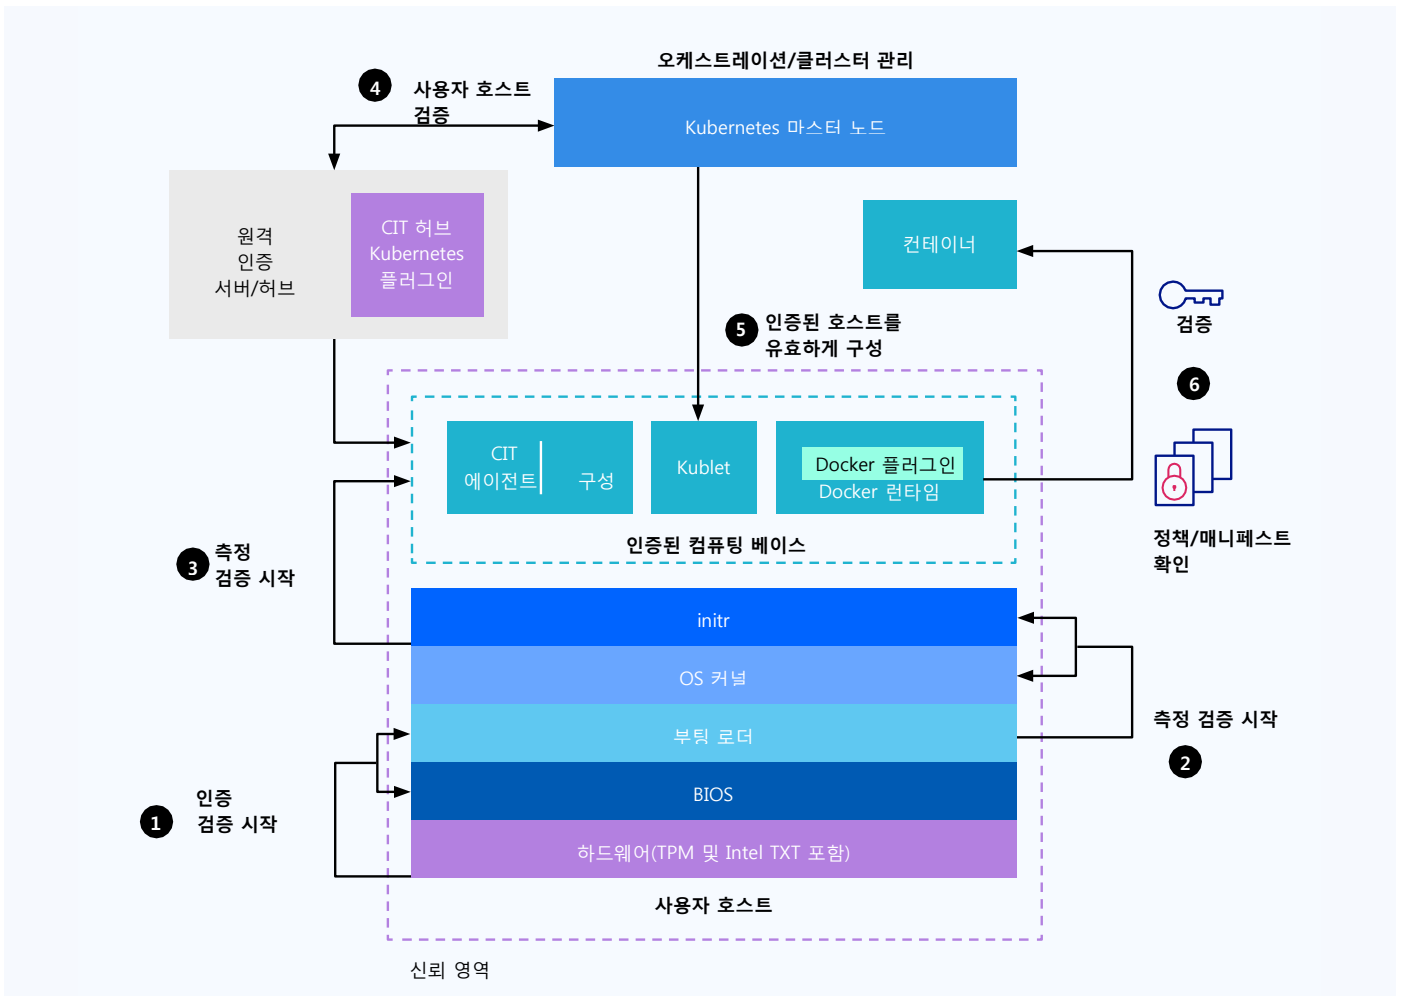 오케스트레이션/클러스터 관리
4
사용자 호스트
검증
Kubernetes 마스터 노드
원격
인증
서버/허브
CIT 허브
Kubernetes
플러그인
컨테이너
5
인증된 호스트를
유효하게 구성
검증
6
CIT
에이전트
구성
Kublet
Docker 플러그인
Docker 런타임
인증된 컴퓨팅 베이스
정책/매니페스트
확인
3
측정
검증 시작
initr
OS 커널
부팅 로더
측정 검증 시작
2
BIOS
1
인증
검증 시작
하드웨어(TPM 및 Intel TXT 포함)
사용자 호스트
신뢰 영역